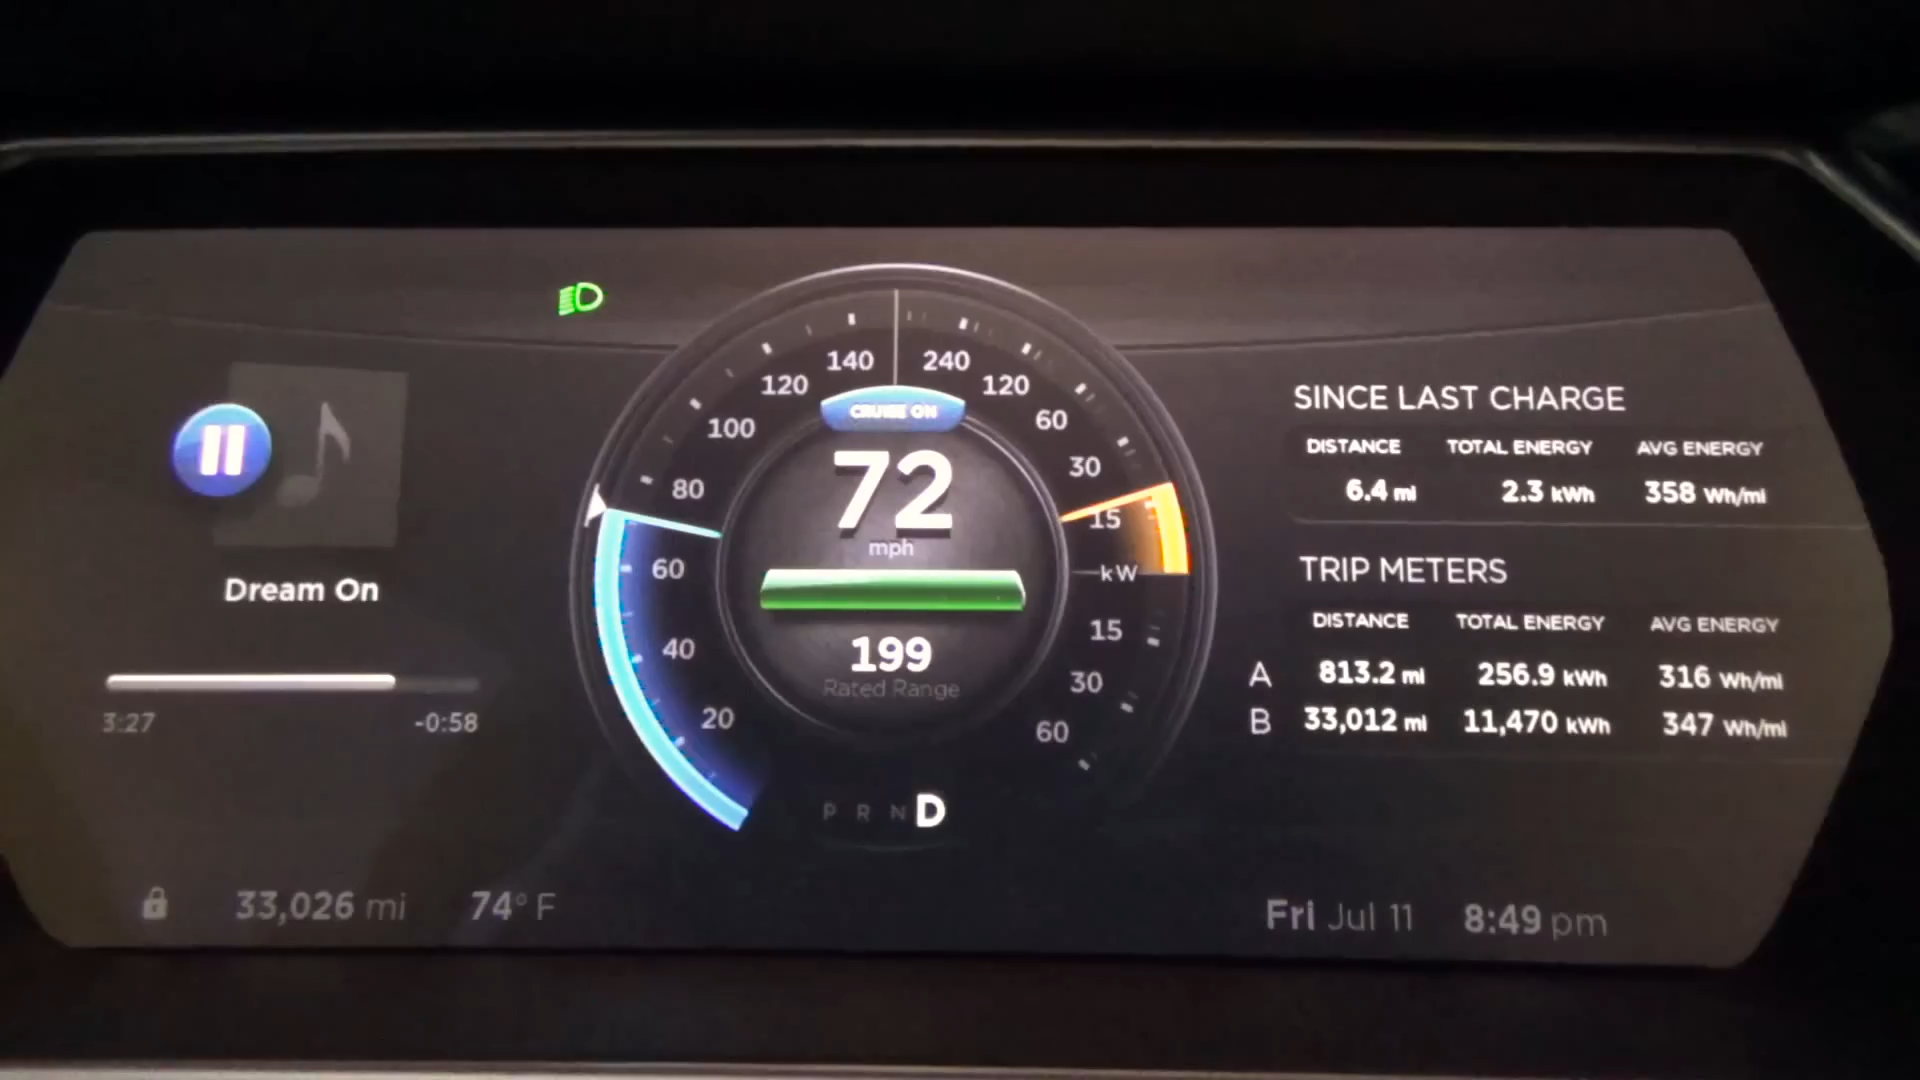 140 240
120 120
100 60
80 30
60 15
40 kW
20 15
30
60
CRUISE ON
72
mph
199
Rated Range
P R N D
Dream On
3:27 -0:58
SINCE LAST CHARGE
DISTANCE TOTAL ENERGY AVG ENERGY
6.4 mi 2.3 kWh 358 Wh/mi
TRIP METERS
DISTANCE TOTAL ENERGY AVG ENERGY
A 813.2 mi 256.9 kWh 316 Wh/mi
B 33,012 mi 11,470 kWh 347 Wh/mi
33,026 mi 74° F
Fri Jul 11 8:49 pm